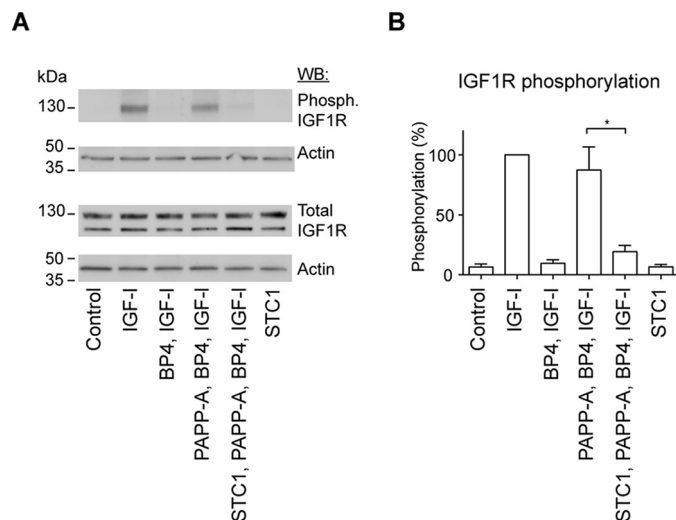 A
kDa
WB:
130
Phosph.
IGF1R
50
35
Actin
130
Total
IGF1R
50
35
Actin
Control
IGF-I
BP4, IGF-I
PAPP-A, BP4, IGF-I
STC1, PAPP-A, BP4, IGF-I
STC1
B
IGF1R phosphorylation
*
Phosphorylation (%)
100
50
0
Control
IGF-I
BP4, IGF-I
PAPP-A, BP4, IGF-I
STC1, PAPP-A, BP4, IGF-I
STC1